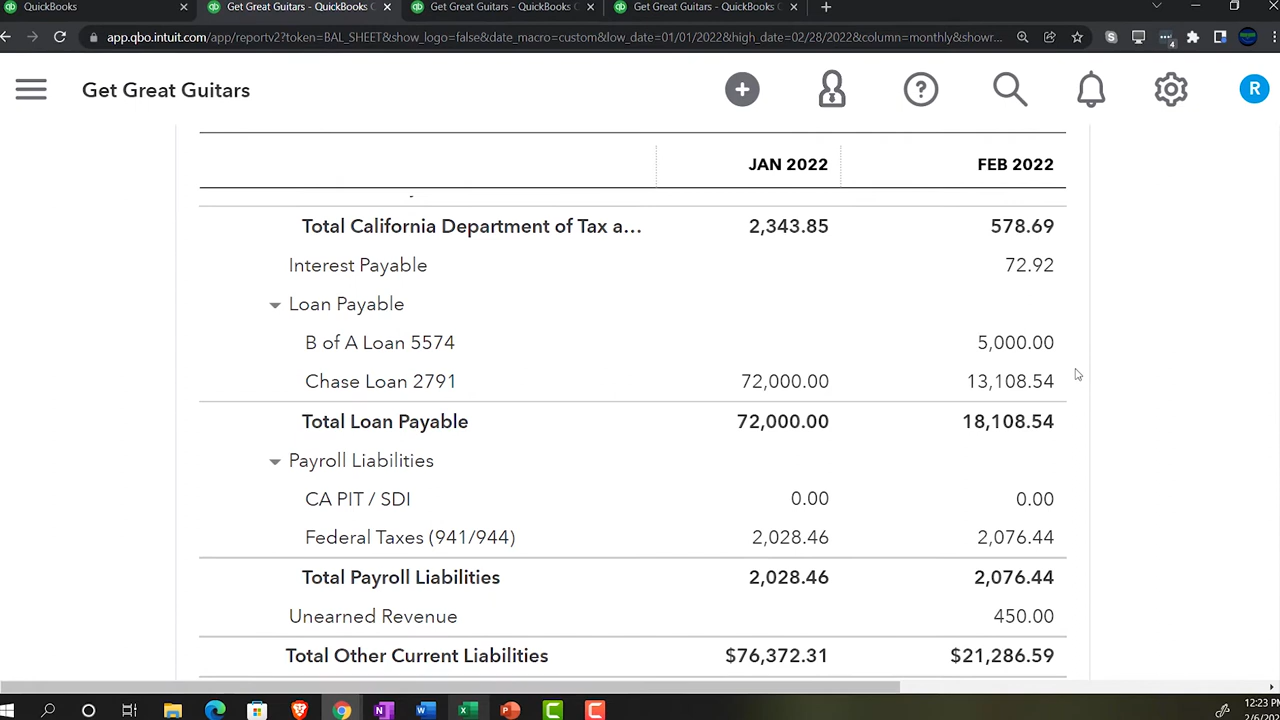 QuickBooks
Get Great Guitars - QuickBooks
Get Great Guitars - QuickBooks
Get Great Guitars - QuickBooks
app.qbo.intuit.com/app/reportv2?token=BAL_SHEET&show_logo=false&date_macro=custom&low_date=01/01/2022&high_date=02/28/2022&column=monthly&showr...
4
Get Great Guitars
R
JAN 2022 FEB 2022
Total California Department of Tax a... 2,343.85 578.69
Interest Payable 72.92
Loan Payable
B of A Loan 5574 5,000.00
Chase Loan 2791 72,000.00 13,108.54
Total Loan Payable 72,000.00 18,108.54
Payroll Liabilities
CA PIT / SDI 0.00 0.00
Federal Taxes (941/944) 2,028.46 2,076.44
Total Payroll Liabilities 2,028.46 2,076.44
Unearned Revenue 450.00
Total Other Current Liabilities $76,372.31 $21,286.59
12:23 PM